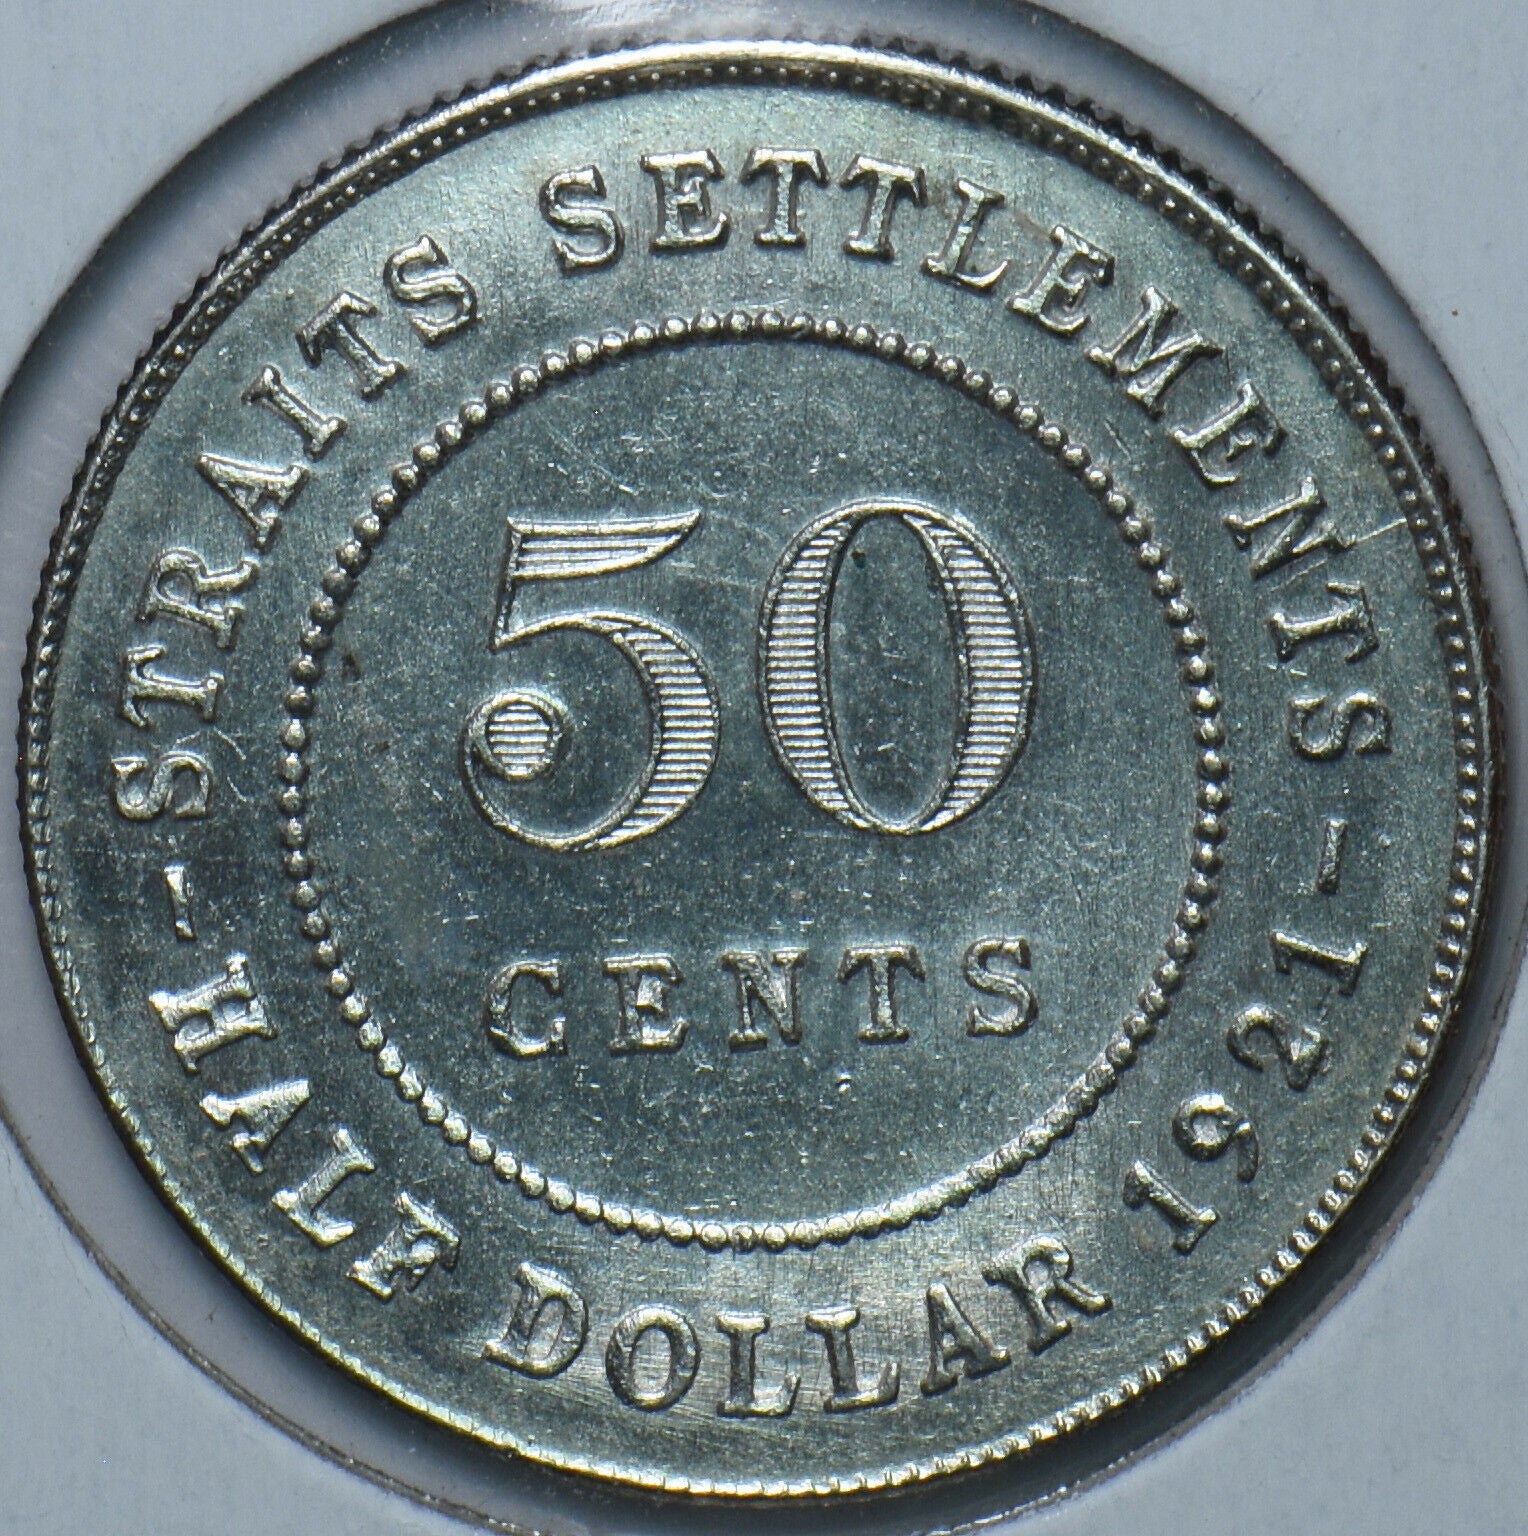 STRAITS SETTLEMENTS
– 1921 –
HALF DOLLAR
50
CENTS